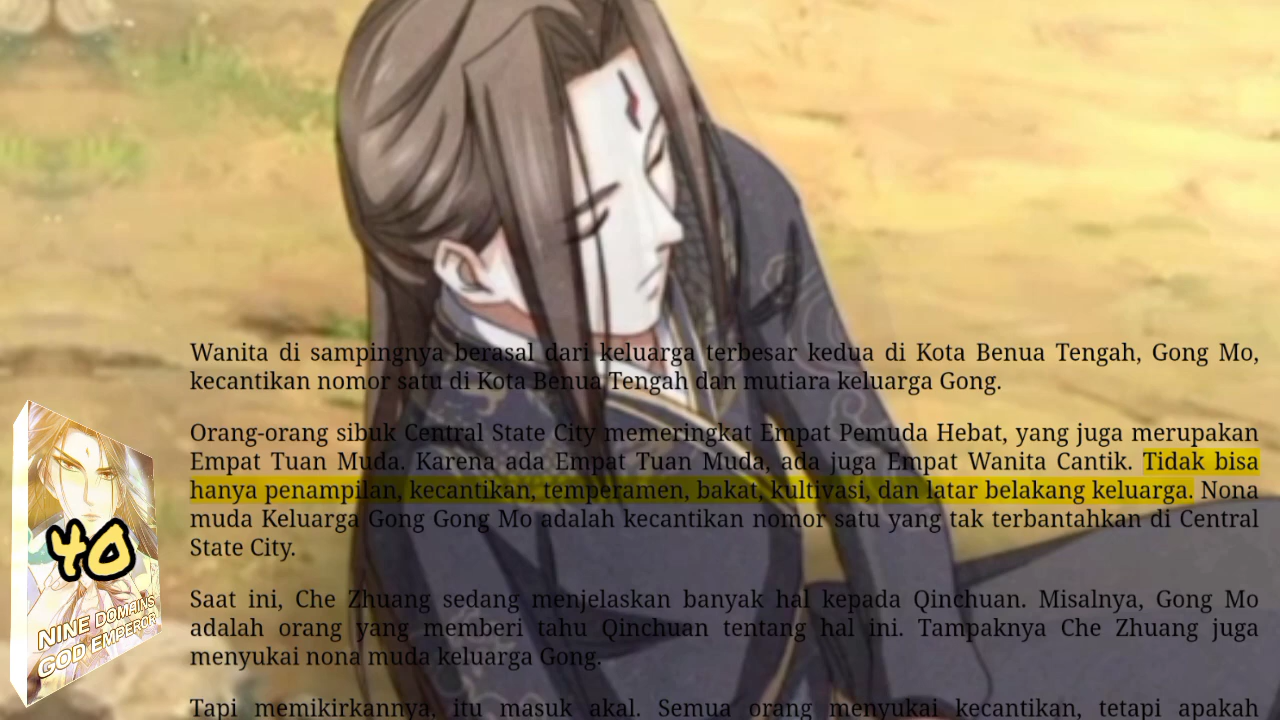 Wanita di sampingnya berasal dari keluarga terbesar kedua di Kota Benua Tengah, Gong Mo,
kecantikan nomor satu di Kota Benua Tengah dan mutiara keluarga Gong.
Orang-orang sibuk Central State City memeringkat Empat Pemuda Hebat, yang juga merupakan
Empat Tuan Muda. Karena ada Empat Tuan Muda, ada juga Empat Wanita Cantik. Tidak bisa
hanya penampilan, kecantikan, temperamen, bakat, kultivasi, dan latar belakang keluarga. Nona
muda Keluarga Gong Gong Mo adalah kecantikan nomor satu yang tak terbantahkan di Central
State City.
Saat ini, Che Zhuang sedang menjelaskan banyak hal kepada Qinchuan. Misalnya, Gong Mo
adalah orang yang memberi tahu Qinchuan tentang hal ini. Tampaknya Che Zhuang juga
menyukai nona muda keluarga Gong.
Tapi memikirkannya, itu masuk akal. Semua orang menyukai kecantikan, tetapi apakah
40
NINE DOMAINS
GOD EMPEROR